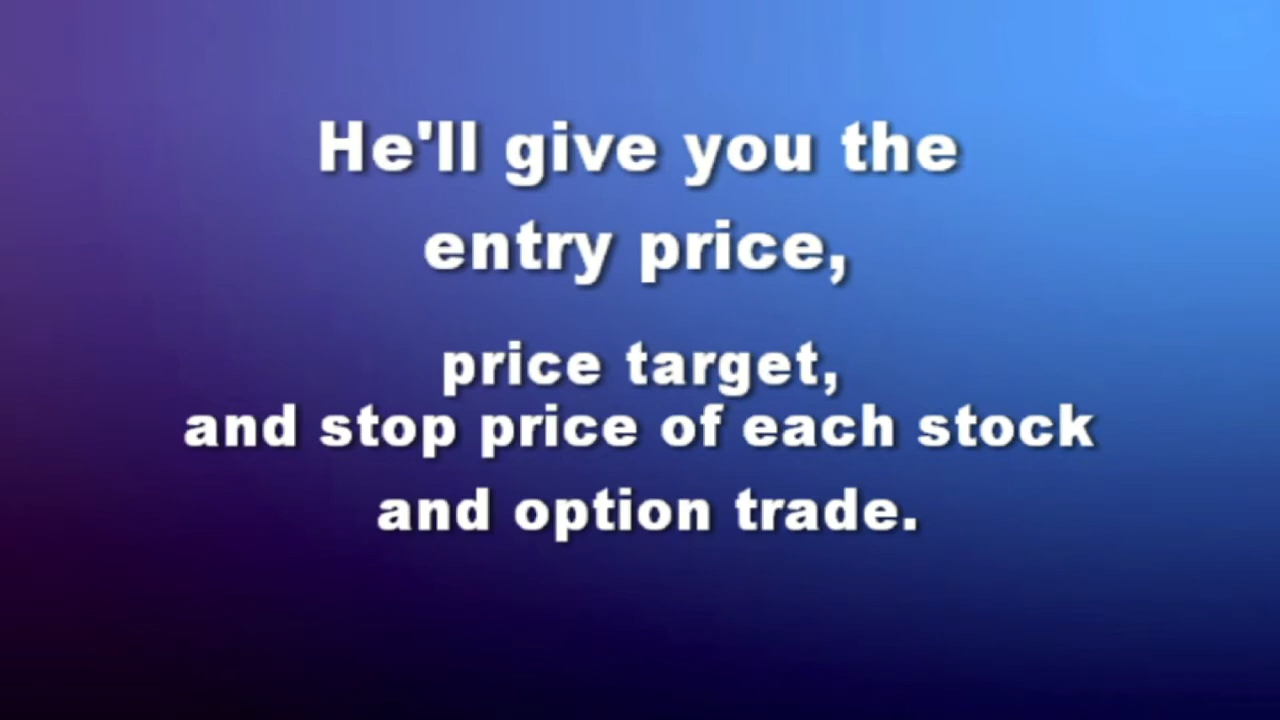 He'll give you the
entry price,
price target,
and stop price of each stock
and option trade.